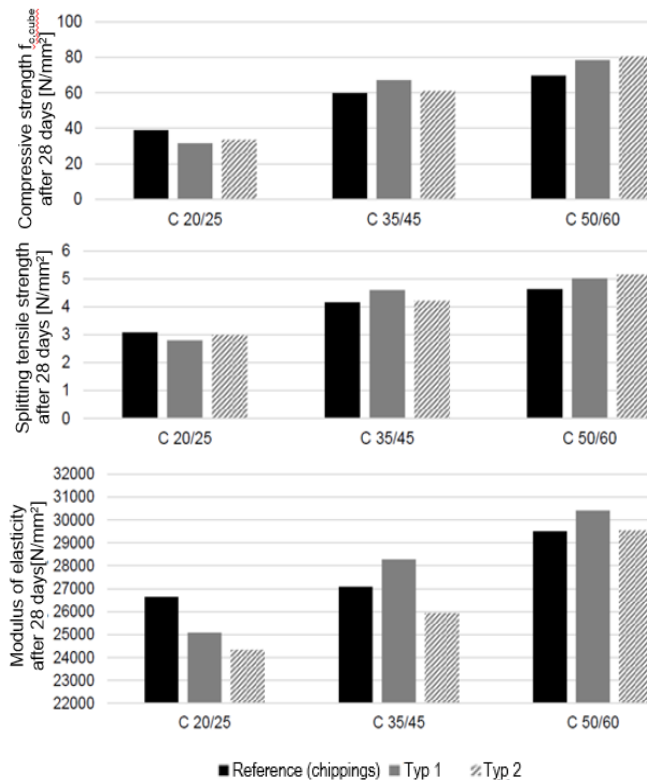 Compressive strength fc,cube
after 28 days [N/mm²]
100
80
60
40
20
0
C 20/25 C 35/45 C 50/60
Splitting tensile strength
after 28 days [N/mm²]
6
5
4
3
2
1
0
C 20/25 C 35/45 C 50/60
Modulus of elasticity
after 28 days[N/mm²]
32000
31000
30000
29000
28000
27000
26000
25000
24000
23000
22000
C 20/25 C 35/45 C 50/60
Reference (chippings) Typ 1 Typ 2